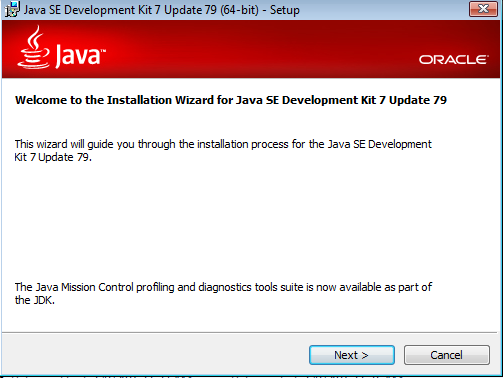 Java SE Development Kit 7 Update 79 (64-bit) - Setup
Java™
ORACLE®
Welcome to the Installation Wizard for Java SE Development Kit 7 Update 79
This wizard will guide you through the installation process for the Java SE Development
Kit 7 Update 79.
The Java Mission Control profiling and diagnostics tools suite is now available as part of
the JDK.
Next >
Cancel